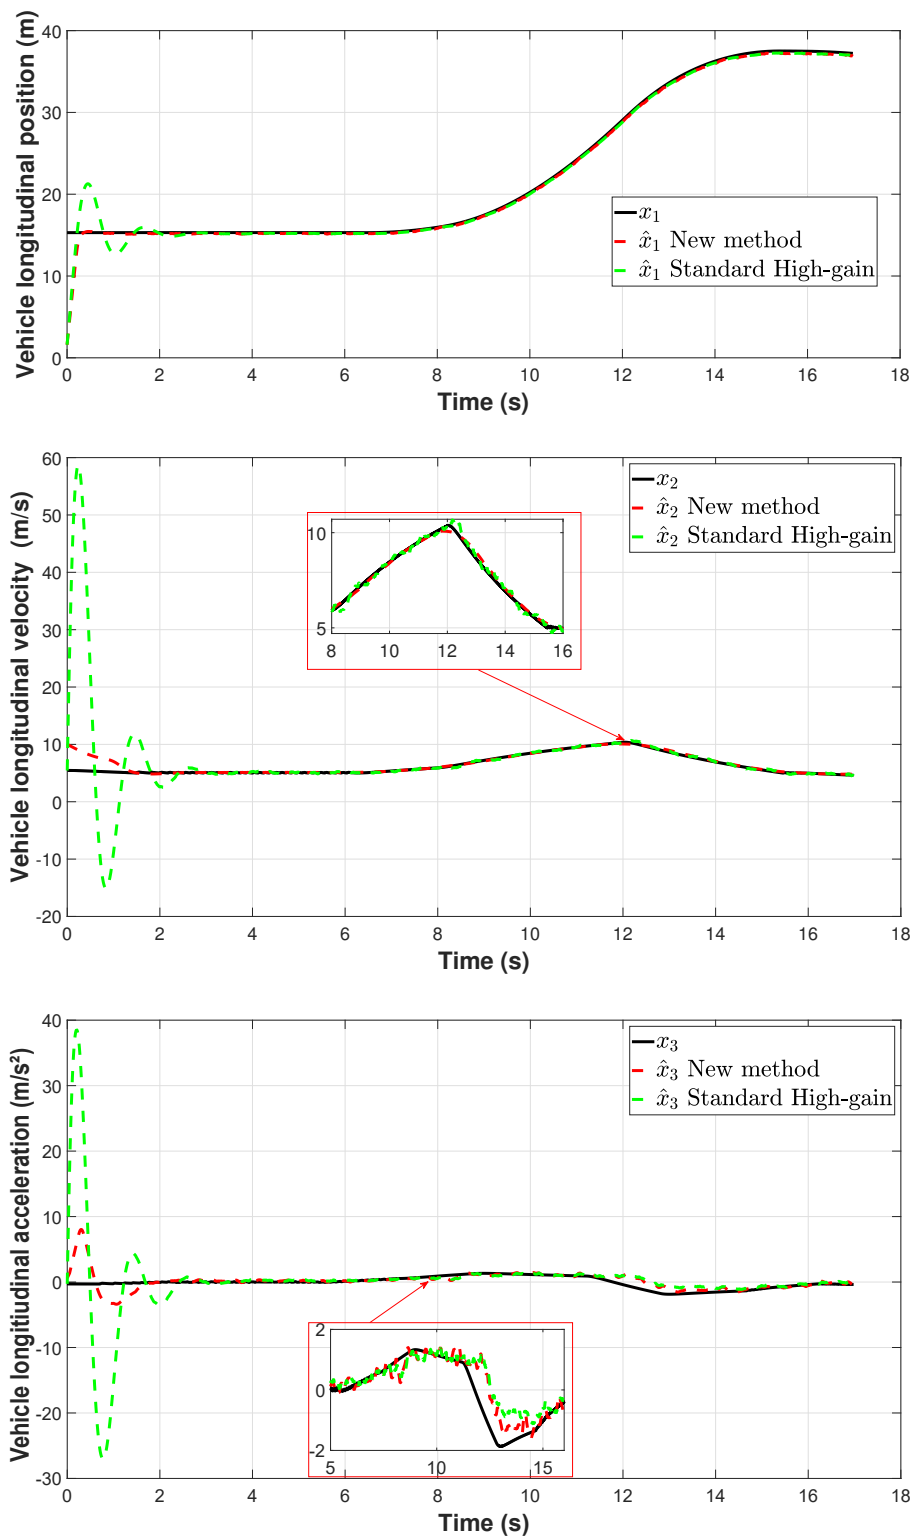 Vehicle longitudinal position (m)
40
30
20
10
0
x₁
x̂₁ New method
x̂₁ Standard High-gain
0 2 4 6 8 10 12 14 16 18
Time (s)
Vehicle longitudinal velocity (m/s)
60
50
40
30
20
10
0
-10
-20
x₂
x̂₂ New method
x̂₂ Standard High-gain
10
5
8 10 12 14 16
0 2 4 6 8 10 12 14 16 18
Time (s)
Vehicle longitiudinal acceleration (m/s²)
40
30
20
10
0
-10
-20
-30
x₃
x̂₃ New method
x̂₃ Standard High-gain
2
0
-2
5 10 15
0 2 4 6 8 10 12 14 16 18
Time (s)